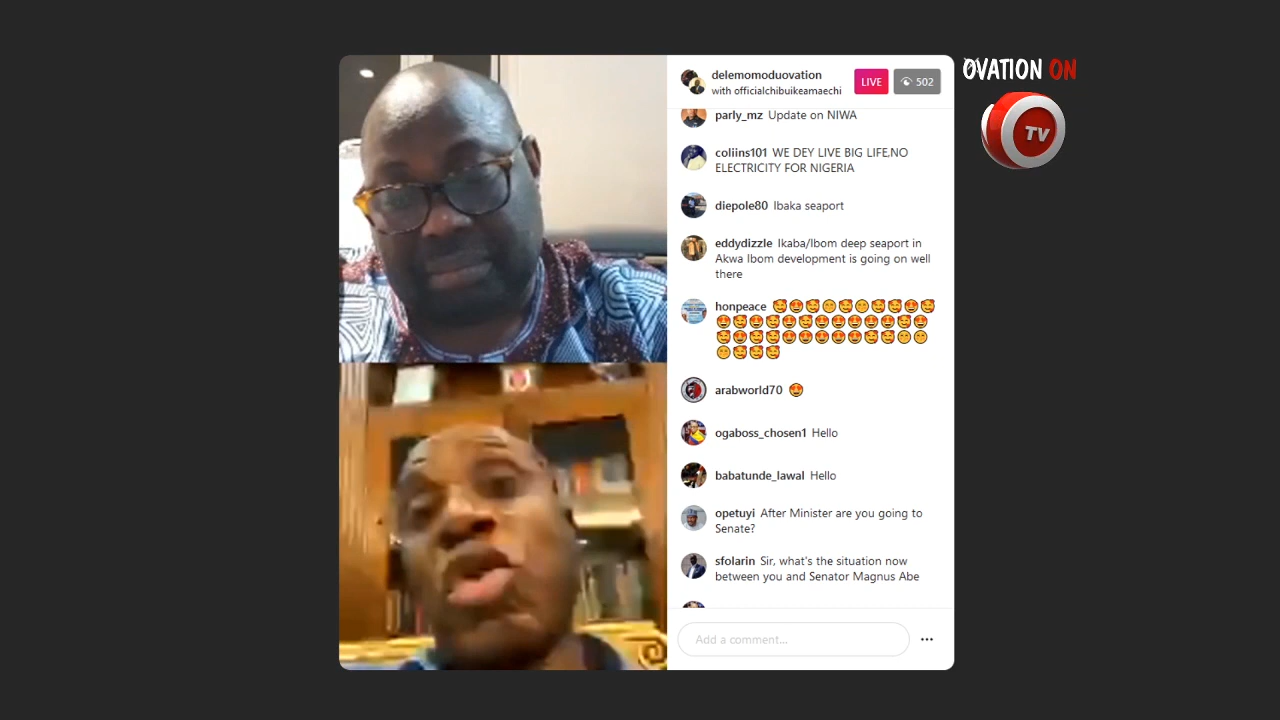 OVATION ON
TV
delemomoduovation
with officialchibuikeamaechi
LIVE
502
parly_mz Update on NIWA
coliins101 WE DEY LIVE BIG LIFE,NO
ELECTRICITY FOR NIGERIA
diepole80 Ibaka seaport
eddydizzle Ikaba/Ibom deep seaport in
Akwa Ibom development is going on well
there
honpeace 🥰🤩🥰😁🥰😁🥰🥰🤩🥰
🤩🥰🤩🥰🤩🥰🤩🥰🤩🤩🤩🥰🤩
🥰🤩🥰🥰🤩🤩🤩🤩🤩🥰🥰😁😁
😁🥰🥰🥰
arabworld70 🤩
ogaboss_chosen1 Hello
babatunde_lawal Hello
opetuyi After Minister are you going to
Senate?
sfolarin Sir, what's the situation now
between you and Senator Magnus Abe
Add a comment...